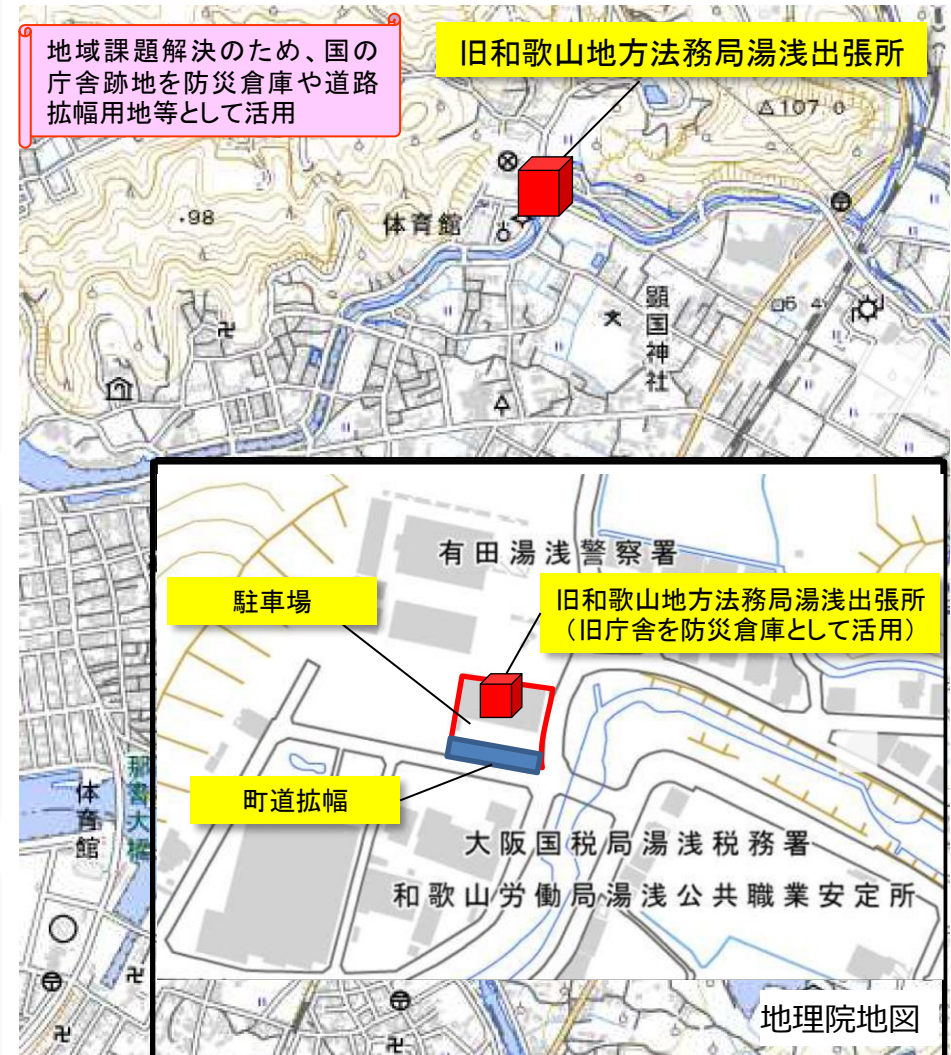 地域課題解決のため、国の
庁舎跡地を防災倉庫や道路
拡幅用地等として活用
旧和歌山地方法務局湯浅出張所
107.0
・98
体育館
顯国神社
有田湯浅警察署
駐車場
旧和歌山地方法務局湯浅出張所
（旧庁舎を防災倉庫として活用）
町道拡幅
体育館
大阪国税局湯浅税務署
和歌山労働局湯浅公共職業安定所
地理院地図